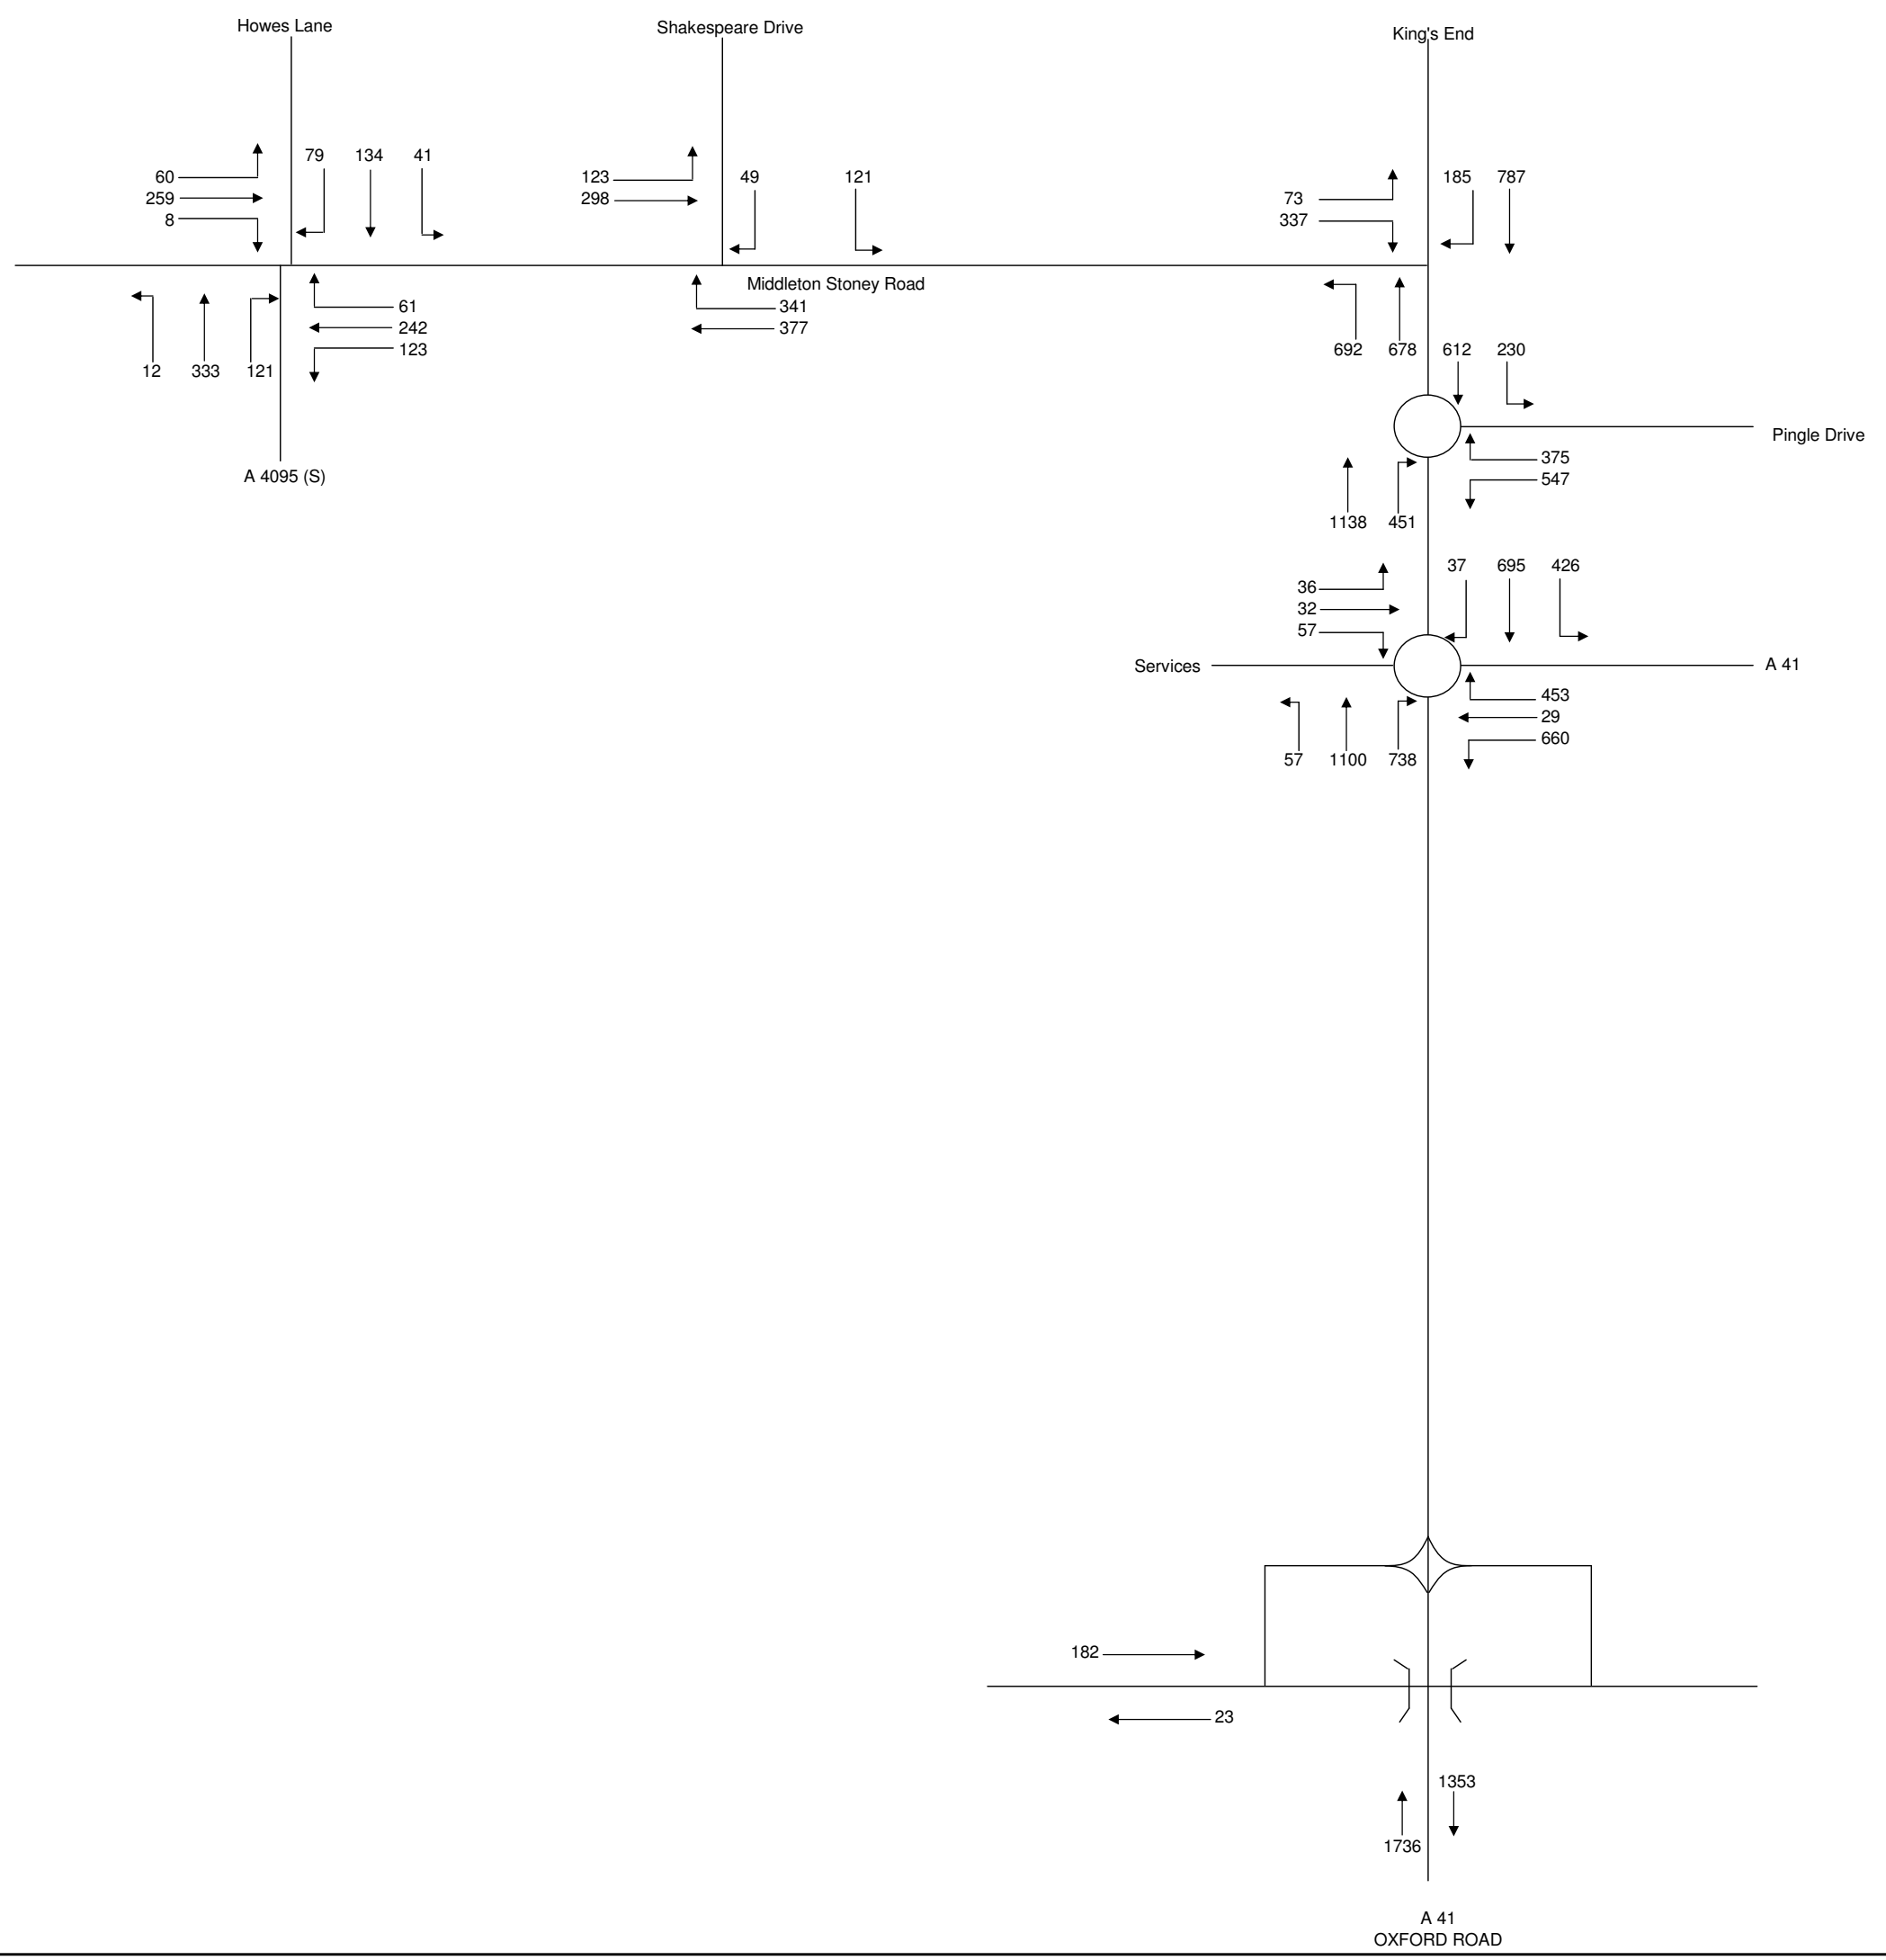 Howes Lane
Shakespeare Drive
King's End
79 134 41
60
259
8
123
298
49 121
73
337
185 787
Middleton Stoney Road
61
242
123
12 333 121
341
377
692 678 612 230
A 4095 (S)
Pingle Drive
375
547
1138 451
36
32
57
37 695 426
Services
A 41
453
29
660
57 1100 738
182
23
1353
1736
A 41
OXFORD ROAD